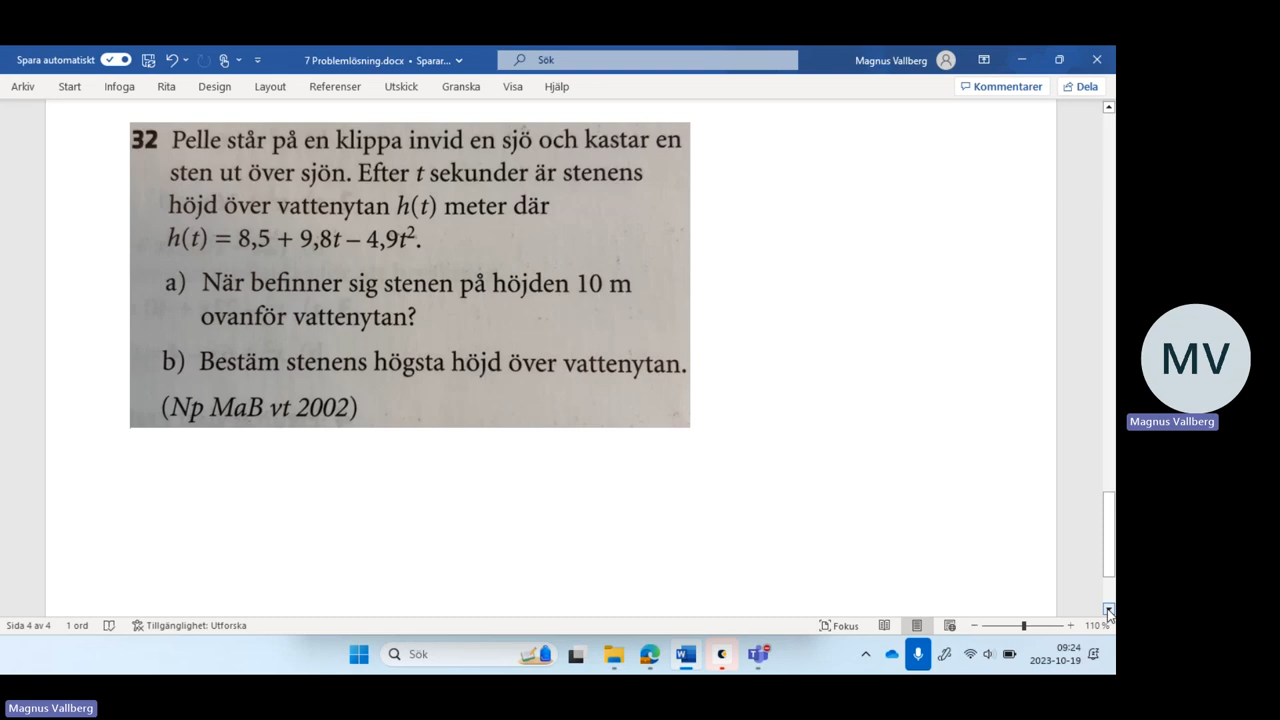 Spara automatiskt
7 Problemlösning.docx • Sparar...
Sök
Magnus Vallberg
Arkiv Start Infoga Rita Design Layout Referenser Utskick Granska Visa Hjälp
Kommentarer Dela
32 Pelle står på en klippa invid en sjö och kastar en
sten ut över sjön. Efter t sekunder är stenens
höjd över vattenytan h(t) meter där
h(t) = 8,5 + 9,8t – 4,9t².
a) När befinner sig stenen på höjden 10 m
ovanför vattenytan?
b) Bestäm stenens högsta höjd över vattenytan.
(Np MaB vt 2002)
MV
Magnus Vallberg
Sida 4 av 4 1 ord Tillgänglighet: Utforska
Fokus
110 %
Sök
09:24
2023-10-19
Magnus Vallberg